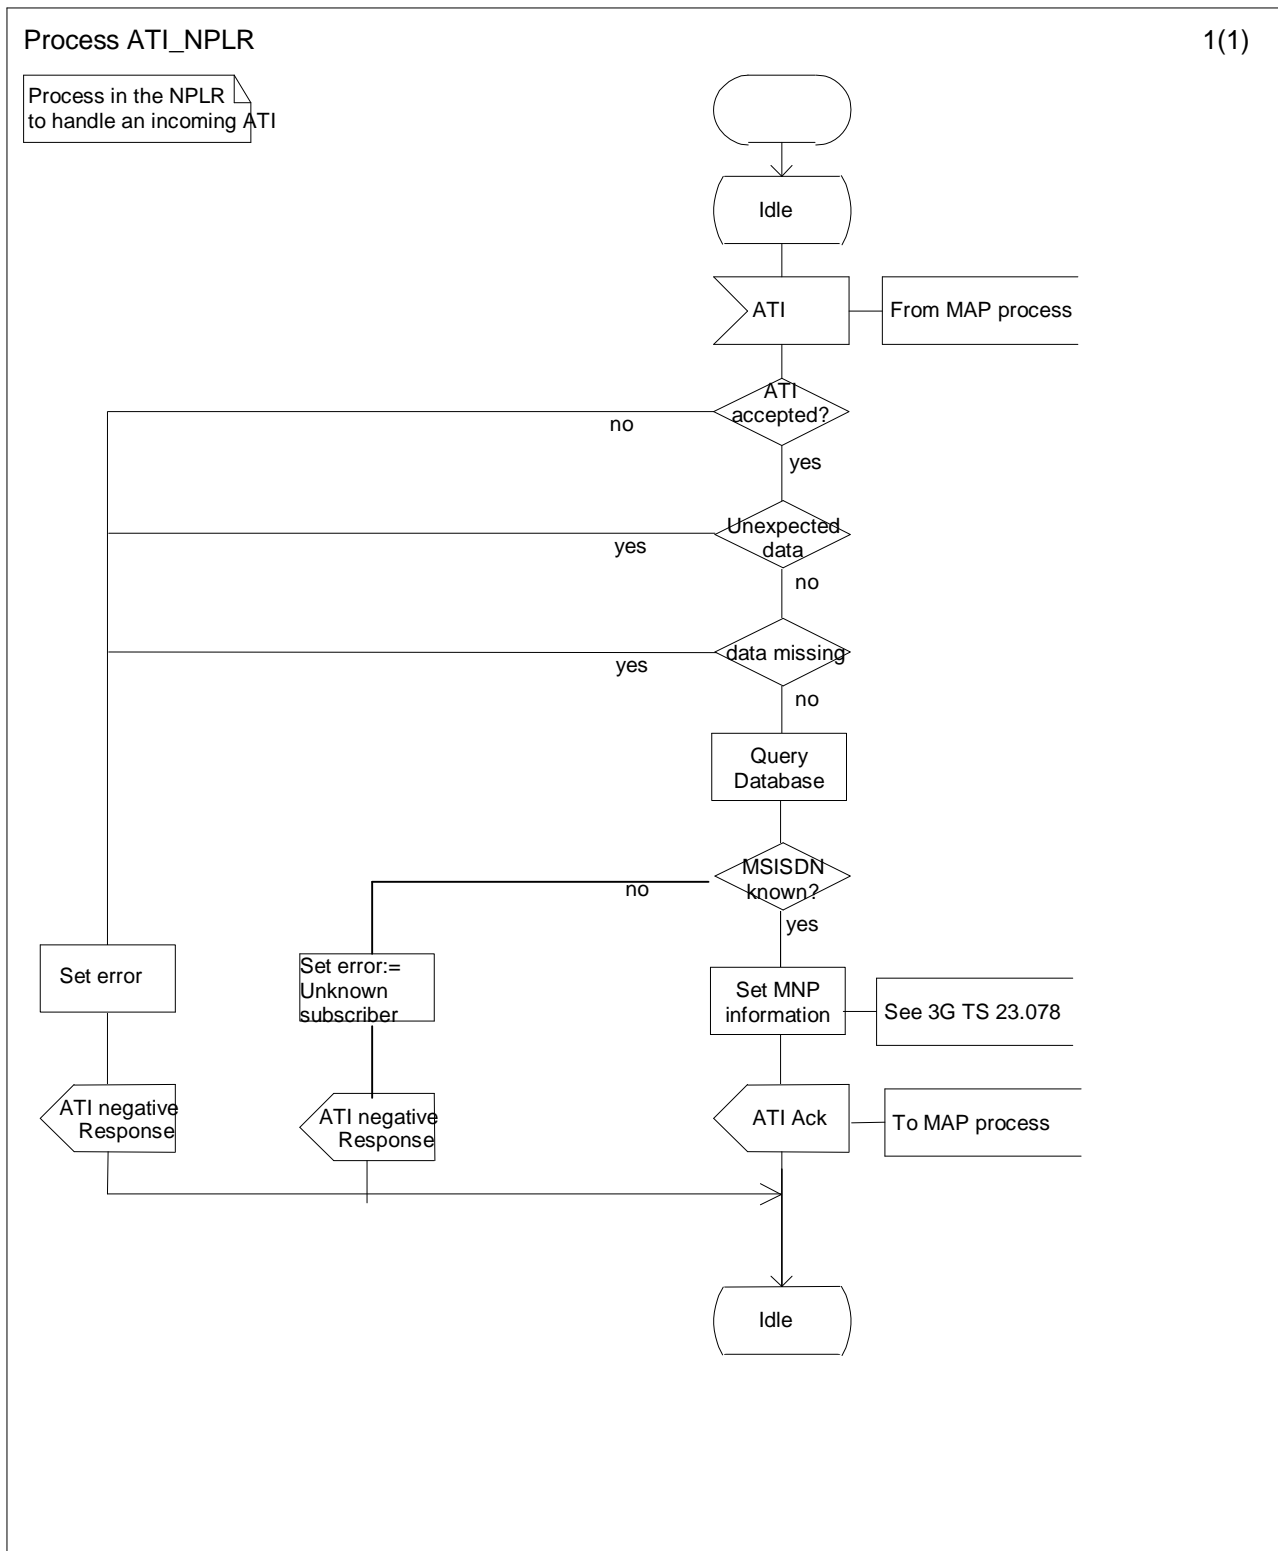 Process ATI_NPLR
1(1)
Process in the NPLR
to handle an incoming ATI
Idle
ATI
From MAP process
ATI
accepted?
no
yes
Unexpected
data
yes
no
data missing
yes
no
Query
Database
MSISDN
known?
no
yes
Set error
Set error:=
Unknown
subscriber
Set MNP
information
See 3G TS 23.078
ATI negative
Response
ATI negative
Response
ATI Ack
To MAP process
Idle